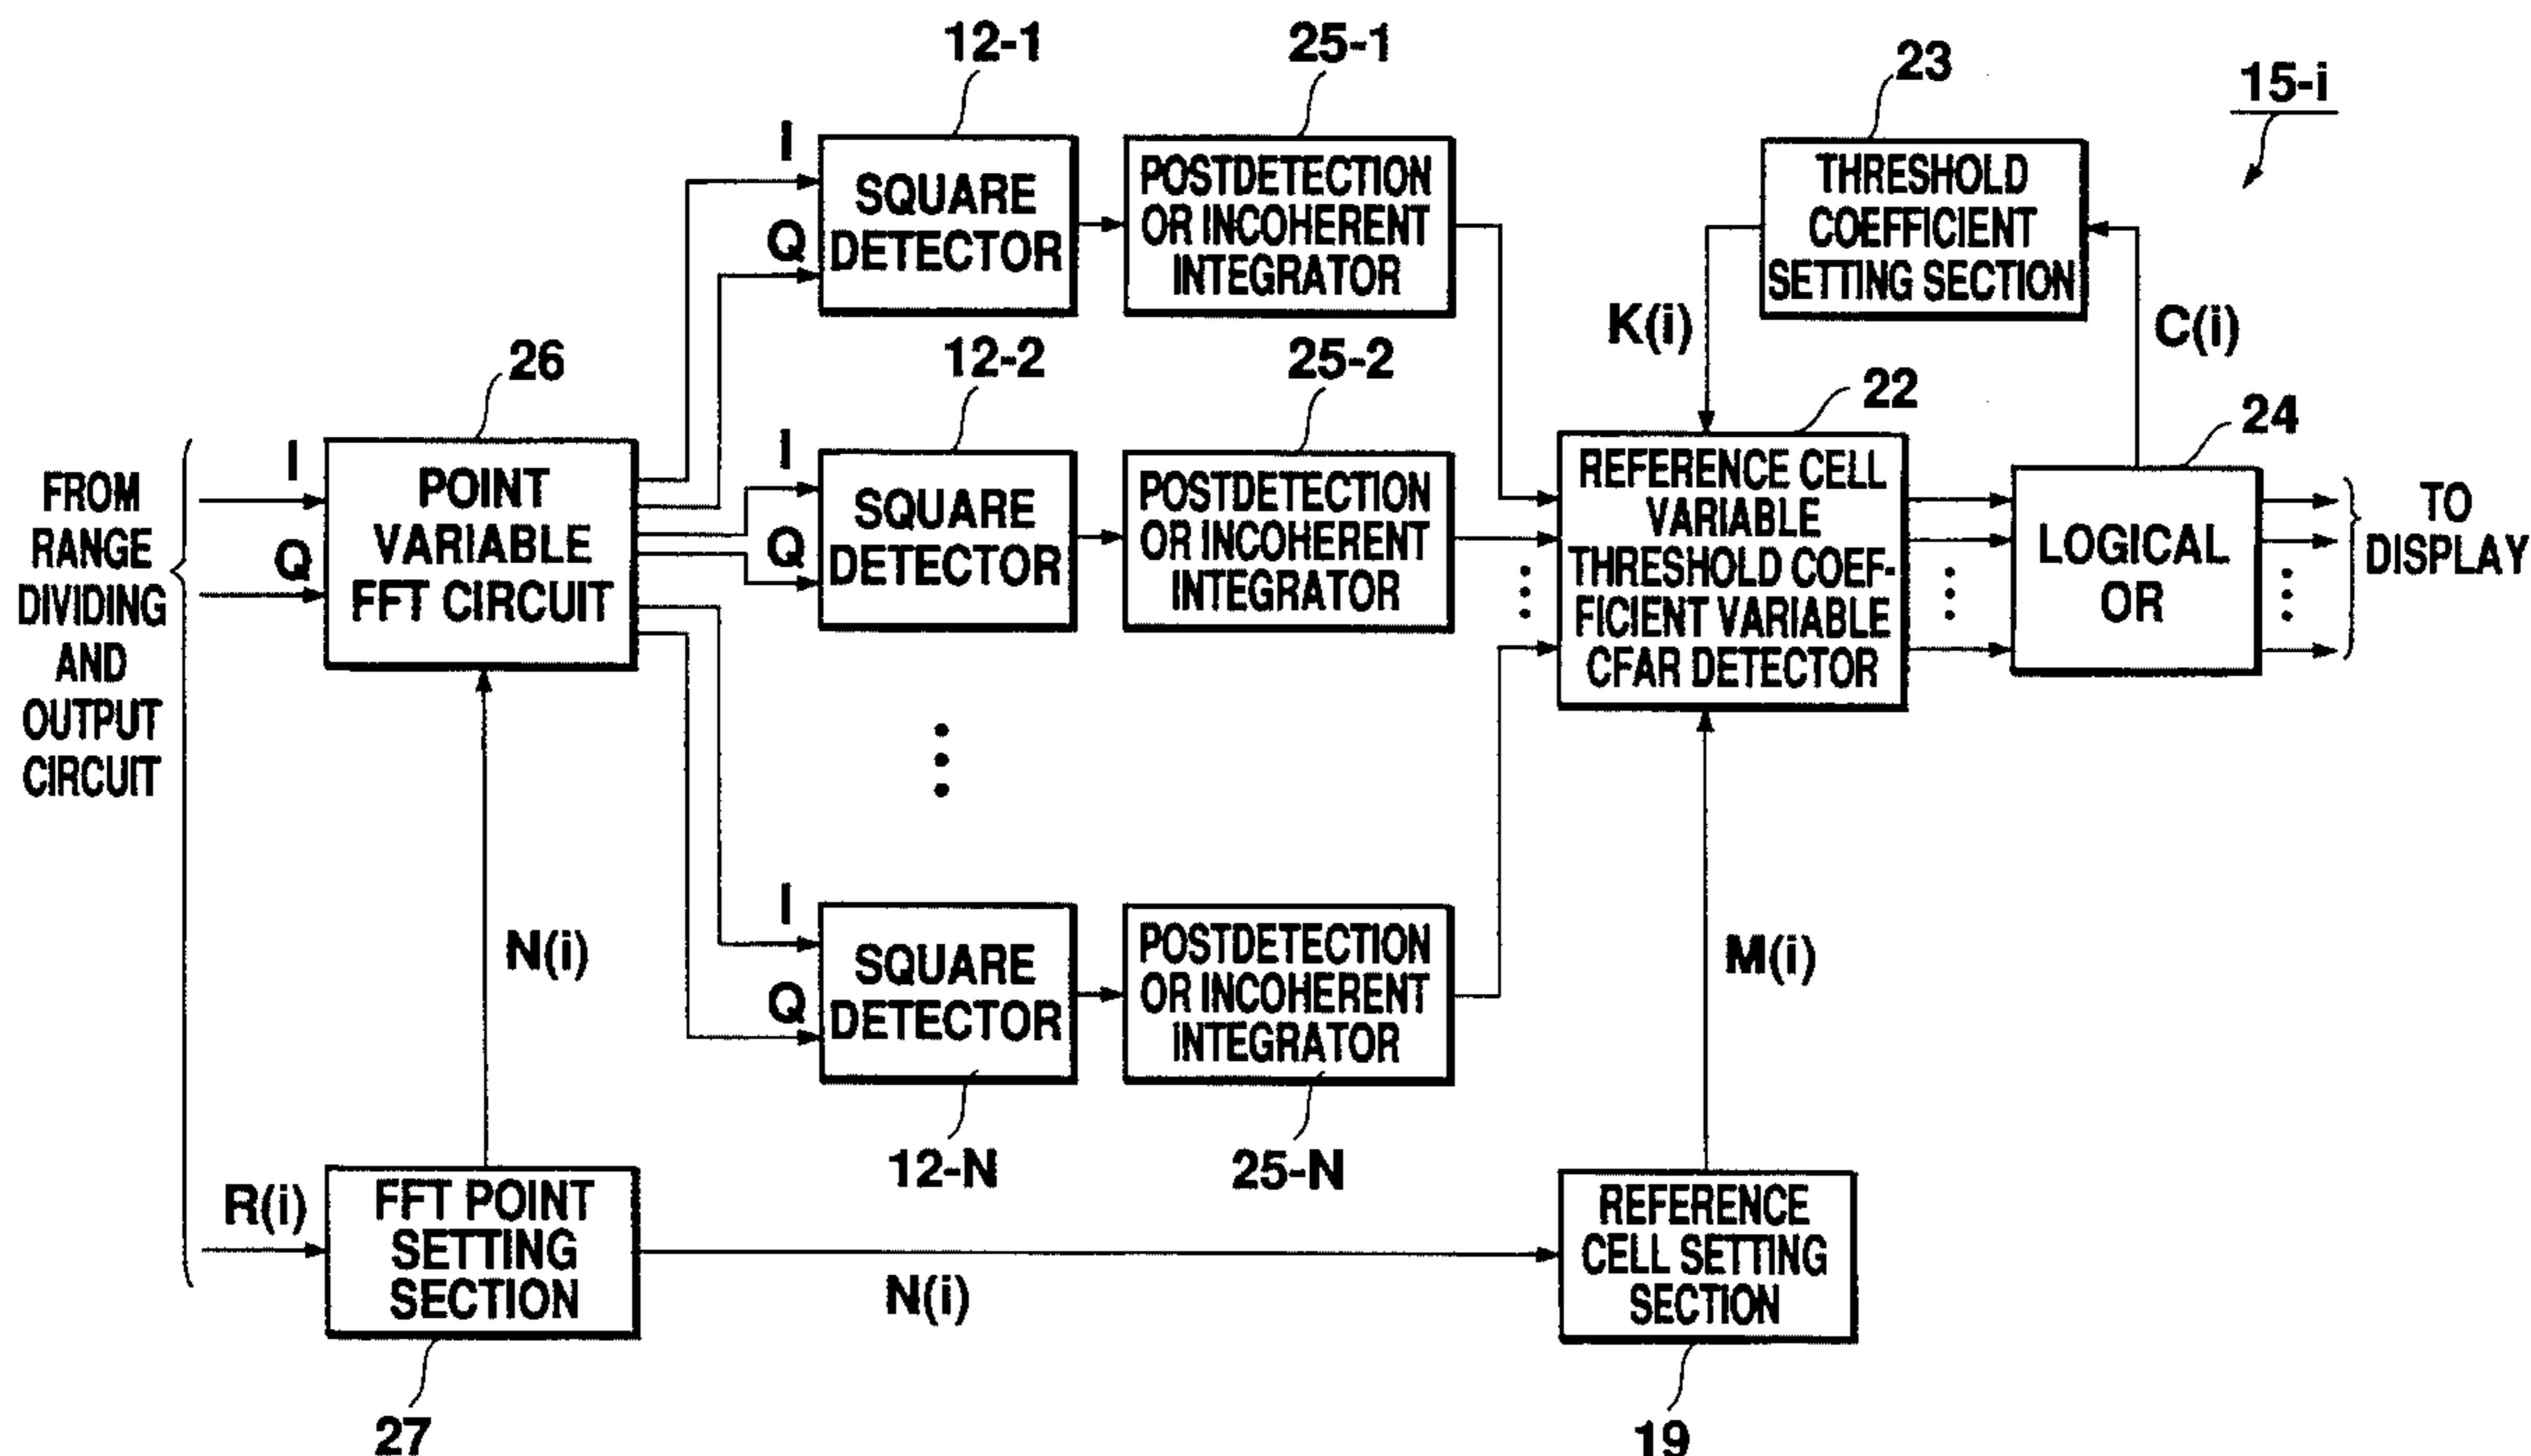 12-1
25-1
23
15-i
I
Q
SQUARE
DETECTOR
POSTDETECTION
OR INCOHERENT
INTEGRATOR
THRESHOLD
COEFFICIENT
SETTING SECTION
K(i)
C(i)
26
12-2
25-2
22
24
FROM
RANGE
DIVIDING
AND
OUTPUT
CIRCUIT
I
Q
POINT
VARIABLE
FFT CIRCUIT
I
Q
SQUARE
DETECTOR
POSTDETECTION
OR INCOHERENT
INTEGRATOR
REFERENCE CELL
VARIABLE
THRESHOLD COEF-
FICIENT VARIABLE
CFAR DETECTOR
LOGICAL
OR
TO
DISPLAY
N(i)
I
Q
SQUARE
DETECTOR
POSTDETECTION
OR INCOHERENT
INTEGRATOR
M(i)
12-N
25-N
R(i)
FFT POINT
SETTING
SECTION
N(i)
REFERENCE
CELL SETTING
SECTION
27
19